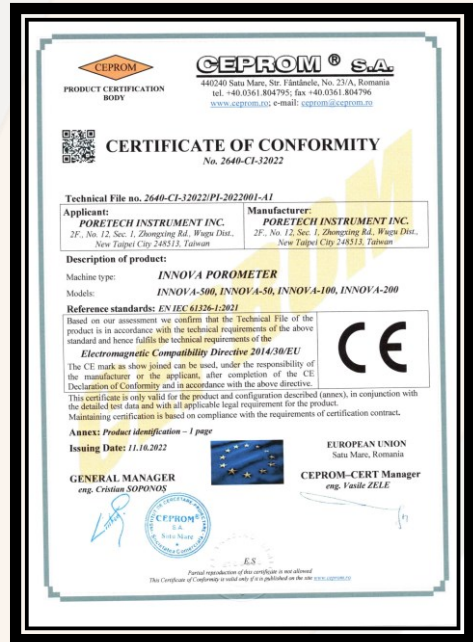 CEPROM
PRODUCT CERTIFICATION
BODY
CEPROM ® S.A.
440240 Satu Mare, Str. Fântânele, No. 23/A, Romania
tel. +40.0361.804795; fax +40.0361.804796
www.ceprom.ro; e-mail: ceprom@ceprom.ro
CERTIFICATE OF CONFORMITY
No. 2640-CI-32022
Technical File no. 2640-CI-32022/PI-2022001-A1
Applicant:
PORETECH INSTRUMENT INC.
2F., No. 12, Sec. 1, Zhongxing Rd., Wugu Dist.,
New Taipei City 248513, Taiwan
Manufacturer:
PORETECH INSTRUMENT INC.
2F., No. 12, Sec. 1, Zhongxing Rd., Wugu Dist.,
New Taipei City 248513, Taiwan
Description of product:
Machine type: INNOVA POROMETER
Models: INNOVA-500, INNOVA-50, INNOVA-100, INNOVA-200
Reference standards: EN IEC 61326-1:2021
Based on our assessment we confirm that the Technical File of the
product is in accordance with the technical requirements of the above
standard and hence fulfils the technical requirements of the
Electromagnetic Compatibility Directive 2014/30/EU
The CE mark as show joined can be used, under the responsibility of
the manufacturer or the applicant, after completion of the CE
Declaration of Conformity and in accordance with the above directive.
CE
This certificate is only valid for the product and configuration described (annex), in conjunction with
the detailed test data and with all applicable legal requirement for the product.
Maintaining certification is based on compliance with the requirements of certification contract.
Annex: Product identification – 1 page
Issuing Date: 11.10.2022
EUROPEAN UNION
Satu Mare, Romania
GENERAL MANAGER
eng. Cristian SOPONOŞ
CEPROM–CERT Manager
eng. Vasile ZELE
CEPROM®
S.A.
Satu Mare
E.S
Partial reproduction of this certificate is not allowed
This Certificate of Conformity is valid only if it is published on the site www.ceprom.ro
CEPROM